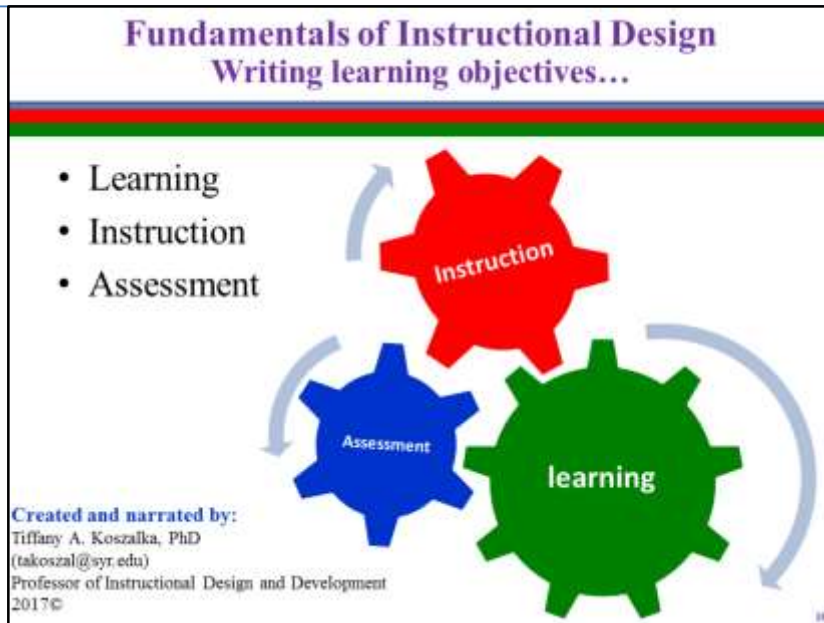 Fundamentals of Instructional Design
Writing learning objectives…
• Learning
• Instruction
• Assessment
Instruction
Assessment
learning
Created and narrated by:
Tiffany A. Koszalka, PhD
(takoszal@syr.edu)
Professor of Instructional Design and Development
2017©